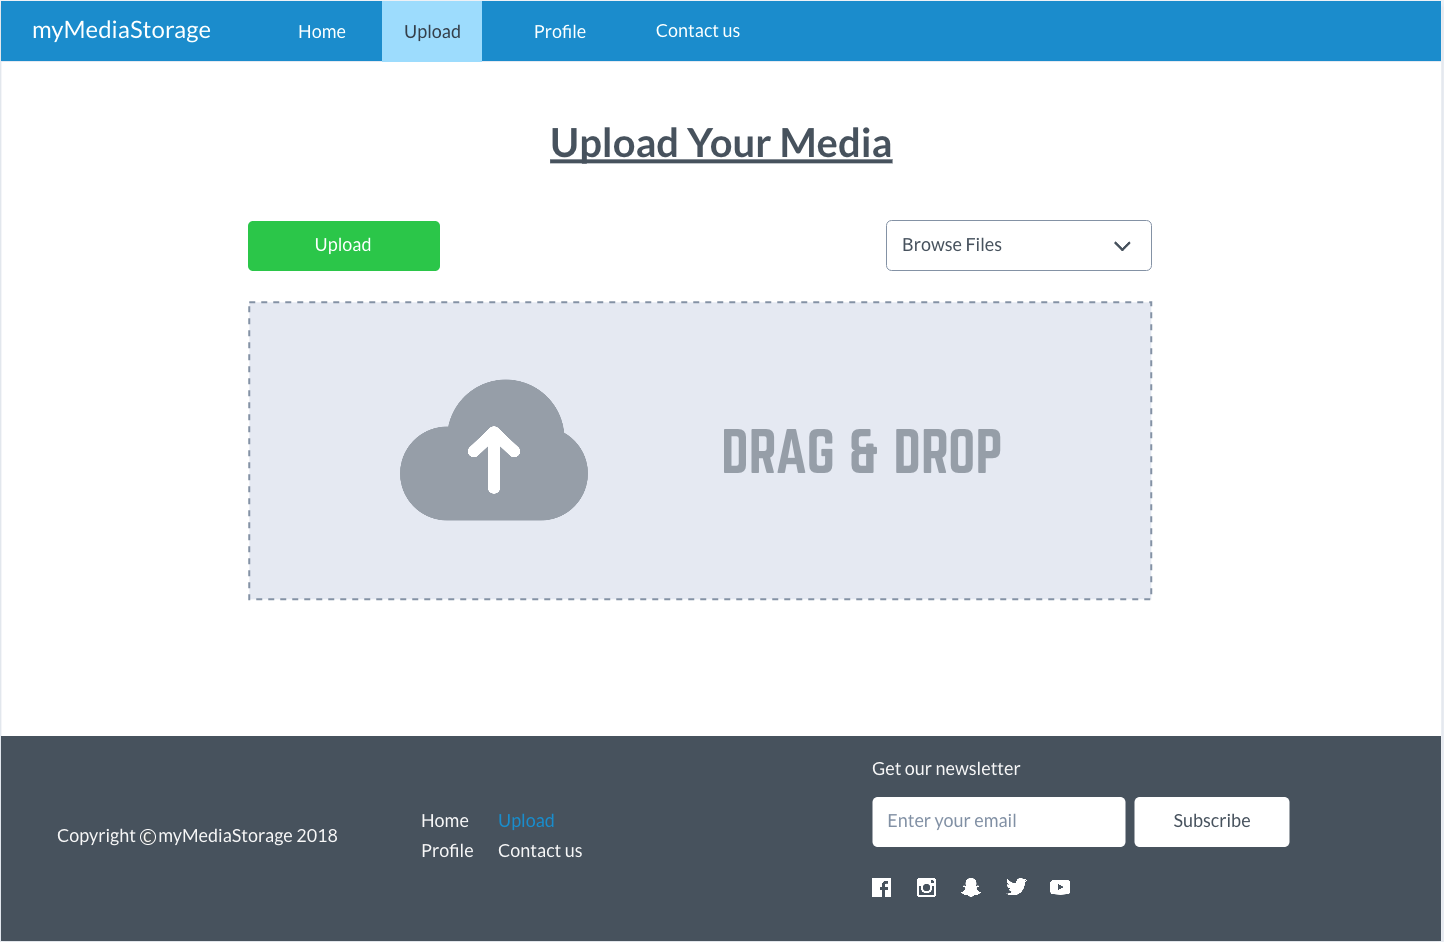 myMediaStorage Home Upload Profile Contact us
Upload Your Media
Upload Browse Files
DRAG & DROP
Get our newsletter
Copyright ©myMediaStorage 2018
Home Upload
Profile Contact us
Enter your email Subscribe